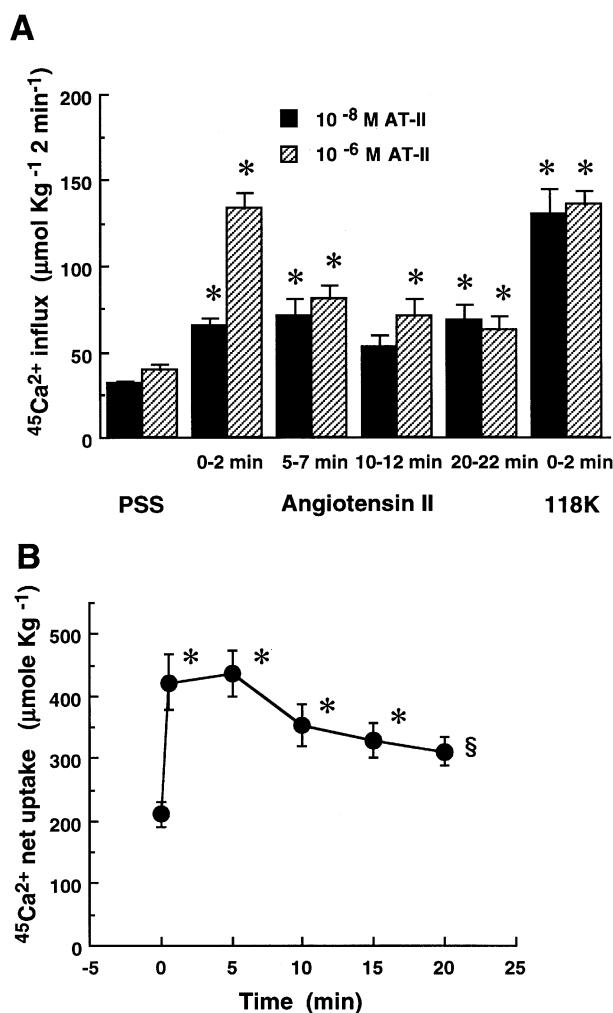 A
⁴⁵Ca²⁺ influx (μmol Kg⁻¹ 2 min⁻¹)
200
150
100
50
0
10 ⁻⁸ M AT-II
10 ⁻⁶ M AT-II
* * * * * * * * *
0-2 min 5-7 min 10-12 min 20-22 min 0-2 min
PSS Angiotensin II 118K
B
⁴⁵Ca²⁺ net uptake (μmole Kg ⁻¹)
500
400
300
200
100
0
* * * * §
-5 0 5 10 15 20 25
Time (min)